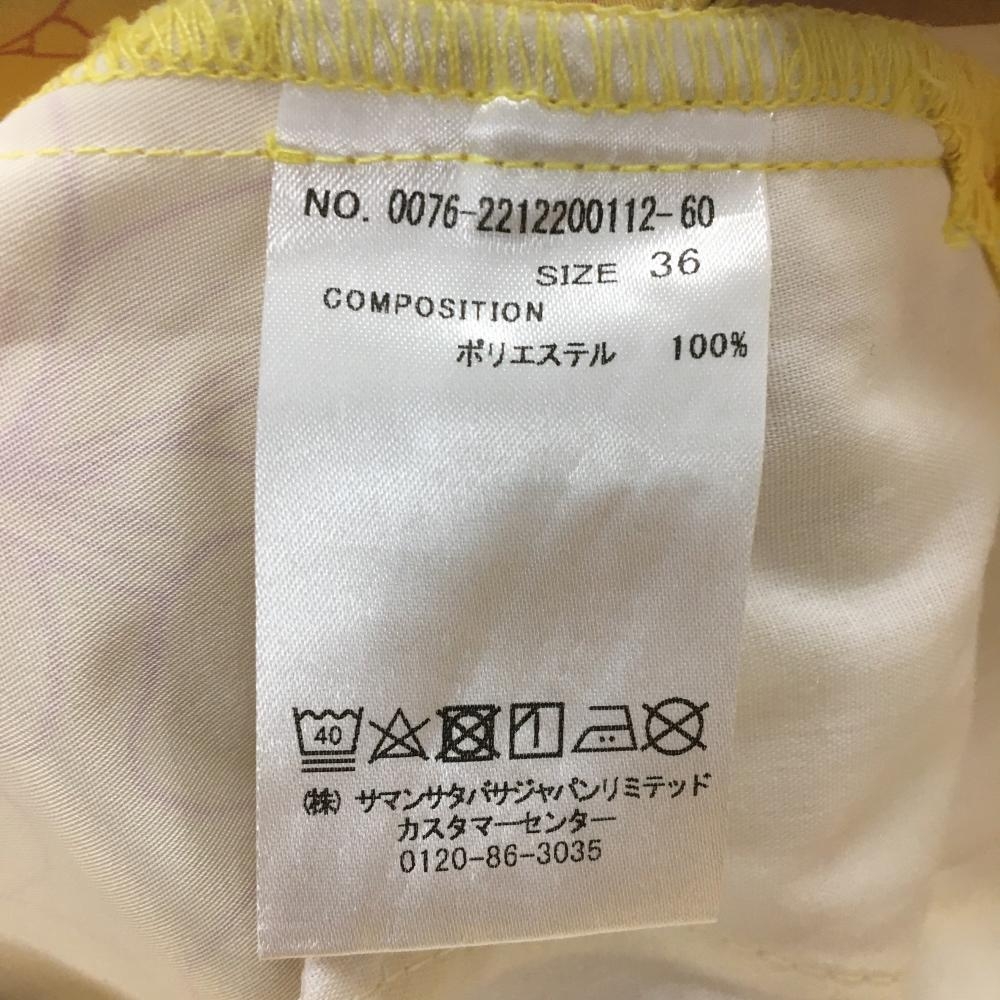 NO. 0076-2212200112-60
SIZE 36
COMPOSITION
ポリエステル 100%
40
(株) サマンサタバサジャパンリミテッド
カスタマーセンター
0120-86-3035